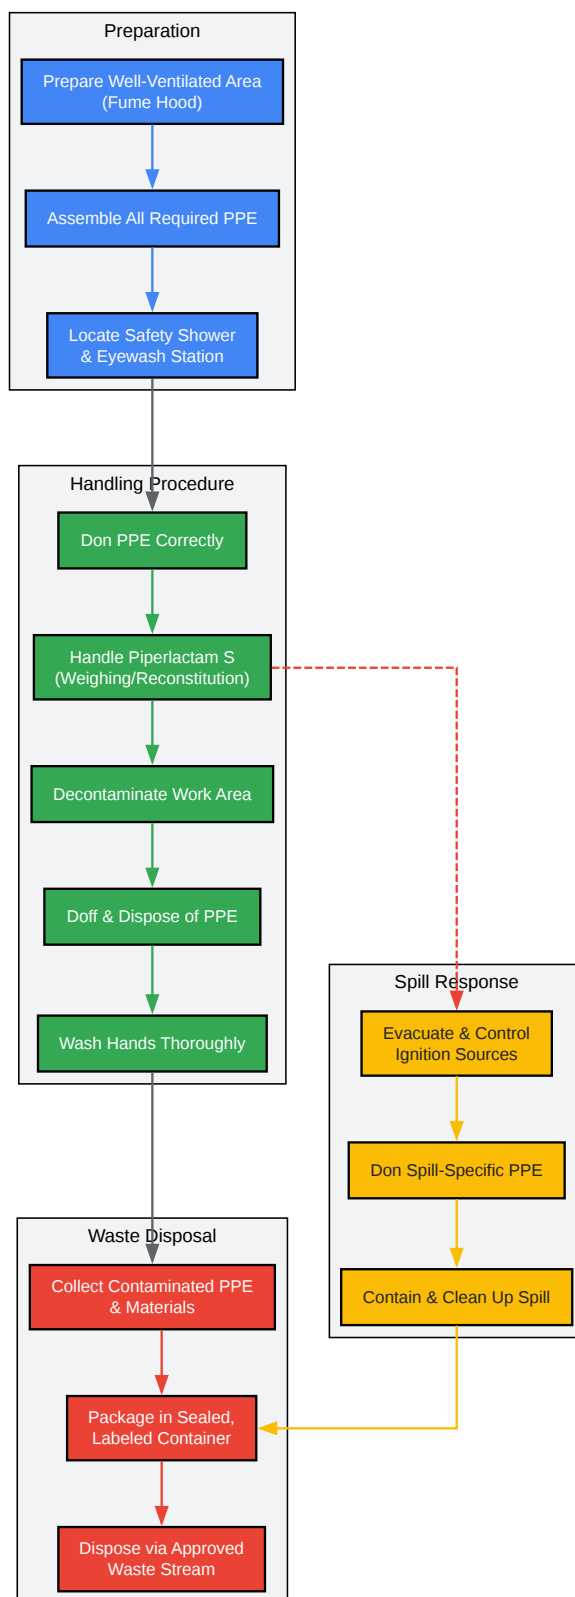 Preparation
Prepare Well-Ventilated Area
(Fume Hood)
Assemble All Required PPE
Locate Safety Shower
& Eyewash Station
Handling Procedure
Don PPE Correctly
Handle Piperlactam S
(Weighing/Reconstitution)
Decontaminate Work Area
Doff & Dispose of PPE
Wash Hands Thoroughly
Spill Response
Evacuate & Control
Ignition Sources
Don Spill-Specific PPE
Contain & Clean Up Spill
Waste Disposal
Collect Contaminated PPE
& Materials
Package in Sealed,
Labeled Container
Dispose via Approved
Waste Stream